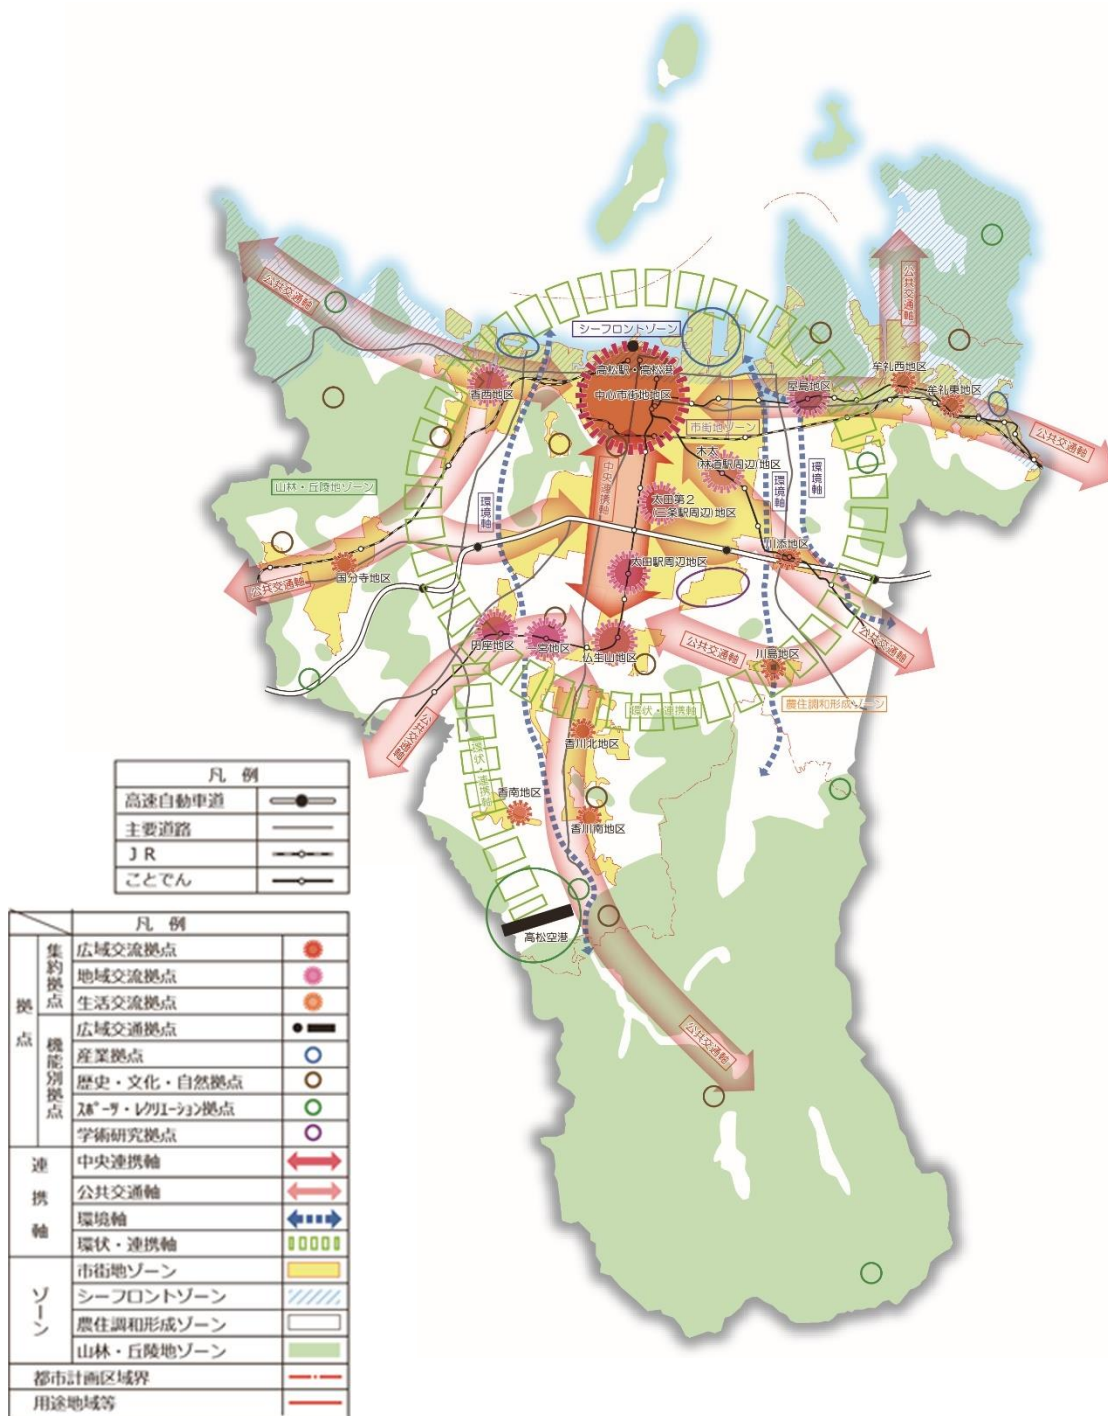 公共交通軸
シーフロントゾーン
公共交通軸
高松駅・高松港
中心市街地地区
香西地区
屋島地区
牟礼西地区
牟礼東地区
市街地ゾーン
公共交通軸
木太
(林道駅周辺)地区
中央連携軸
環境軸
環境軸
環境軸
山林・丘陵地ゾーン
太田第2
(三条駅周辺)地区
川添地区
国分寺地区
太田駅周辺地区
公共交通軸
円座地区
一宮地区
仏生山地区
公共交通軸
川島地区
公共交通軸
環状・連携軸
農住調和形成ゾーン
公共交通軸
香川北地区
環状・連携軸
香南地区
香川南地区
高松空港
公共交通軸
凡 例
高速自動車道
主要道路
JR
ことでん
凡 例
拠点
集約拠点
広域交流拠点
地域交流拠点
生活交流拠点
機能別拠点
広域交通拠点
産業拠点
歴史・文化・自然拠点
スポーツ・レクリエーション拠点
学術研究拠点
連携軸
中央連携軸
公共交通軸
環境軸
環状・連携軸
ゾーン
市街地ゾーン
シーフロントゾーン
農住調和形成ゾーン
山林・丘陵地ゾーン
都市計画区域界
用途地域等